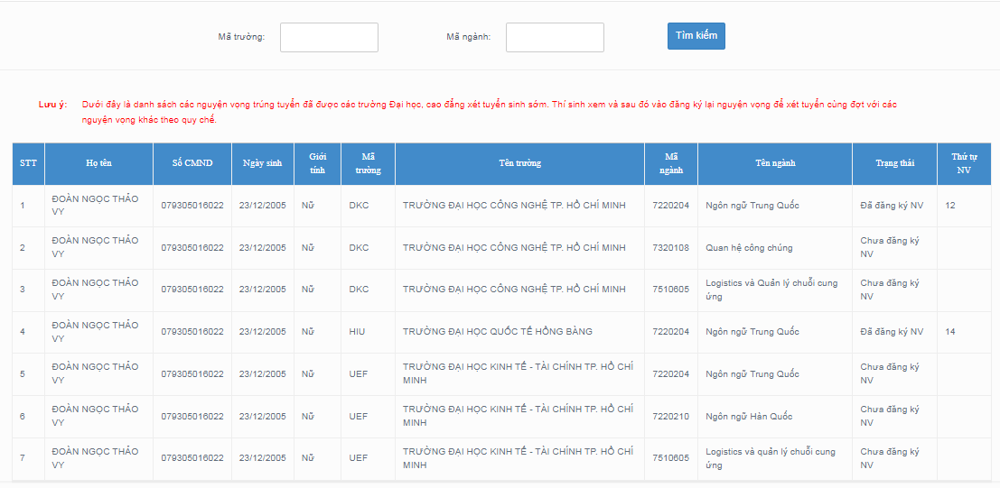 Mã trường: Mã ngành: Tìm kiếm
Lưu ý: Dưới đây là danh sách các nguyện vọng trúng tuyển đã được các trường Đại học, cao đẳng xét tuyển sinh sớm. Thí sinh xem và sau đó vào đăng ký lại nguyện vọng để xét tuyển cùng đợt với các
nguyện vọng khác theo quy chế.
STT Họ tên Số CMND Ngày sinh Giới tính Mã trường Tên trường Mã ngành Tên ngành Trạng thái Thứ tự NV
1 ĐOÀN NGỌC THẢO VY 079305016022 23/12/2005 Nữ DKC TRƯỜNG ĐẠI HỌC CÔNG NGHỆ TP. HỒ CHÍ MINH 7220204 Ngôn ngữ Trung Quốc Đã đăng ký NV 12
2 ĐOÀN NGỌC THẢO VY 079305016022 23/12/2005 Nữ DKC TRƯỜNG ĐẠI HỌC CÔNG NGHỆ TP. HỒ CHÍ MINH 7320108 Quan hệ công chúng Chưa đăng ký NV
3 ĐOÀN NGỌC THẢO VY 079305016022 23/12/2005 Nữ DKC TRƯỜNG ĐẠI HỌC CÔNG NGHỆ TP. HỒ CHÍ MINH 7510605 Logistics và Quản lý chuỗi cung ứng Chưa đăng ký NV
4 ĐOÀN NGỌC THẢO VY 079305016022 23/12/2005 Nữ HIU TRƯỜNG ĐẠI HỌC QUỐC TẾ HỒNG BÀNG 7220204 Ngôn ngữ Trung Quốc Đã đăng ký NV 14
5 ĐOÀN NGỌC THẢO VY 079305016022 23/12/2005 Nữ UEF TRƯỜNG ĐẠI HỌC KINH TẾ - TÀI CHÍNH TP. HỒ CHÍ MINH 7220204 Ngôn ngữ Trung Quốc Chưa đăng ký NV
6 ĐOÀN NGỌC THẢO VY 079305016022 23/12/2005 Nữ UEF TRƯỜNG ĐẠI HỌC KINH TẾ - TÀI CHÍNH TP. HỒ CHÍ MINH 7220210 Ngôn ngữ Hàn Quốc Chưa đăng ký NV
7 ĐOÀN NGỌC THẢO VY 079305016022 23/12/2005 Nữ UEF TRƯỜNG ĐẠI HỌC KINH TẾ - TÀI CHÍNH TP. HỒ CHÍ MINH 7510605 Logistics và quản lý chuỗi cung ứng Chưa đăng ký NV